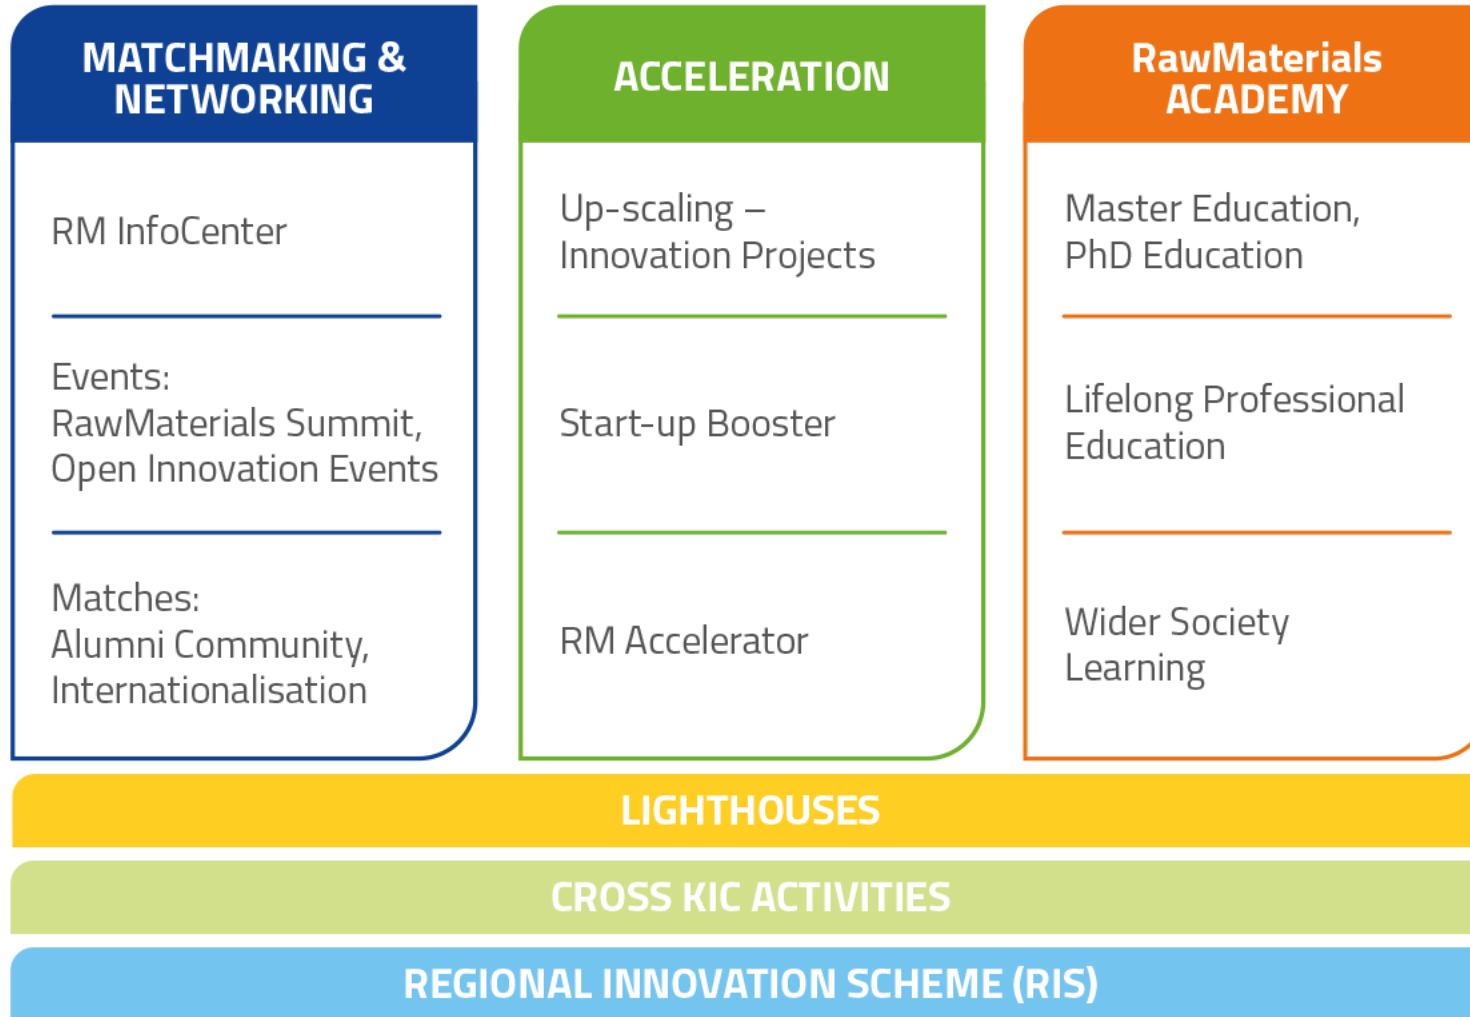 MATCHMAKING &
NETWORKING
RM InfoCenter
Events:
RawMaterials Summit,
Open Innovation Events
Matches:
Alumni Community,
Internationalisation
ACCELERATION
Up-scaling –
Innovation Projects
Start-up Booster
RM Accelerator
RawMaterials
ACADEMY
Master Education,
PhD Education
Lifelong Professional
Education
Wider Society
Learning
LIGHTHOUSES
CROSS KIC ACTIVITIES
REGIONAL INNOVATION SCHEME (RIS)